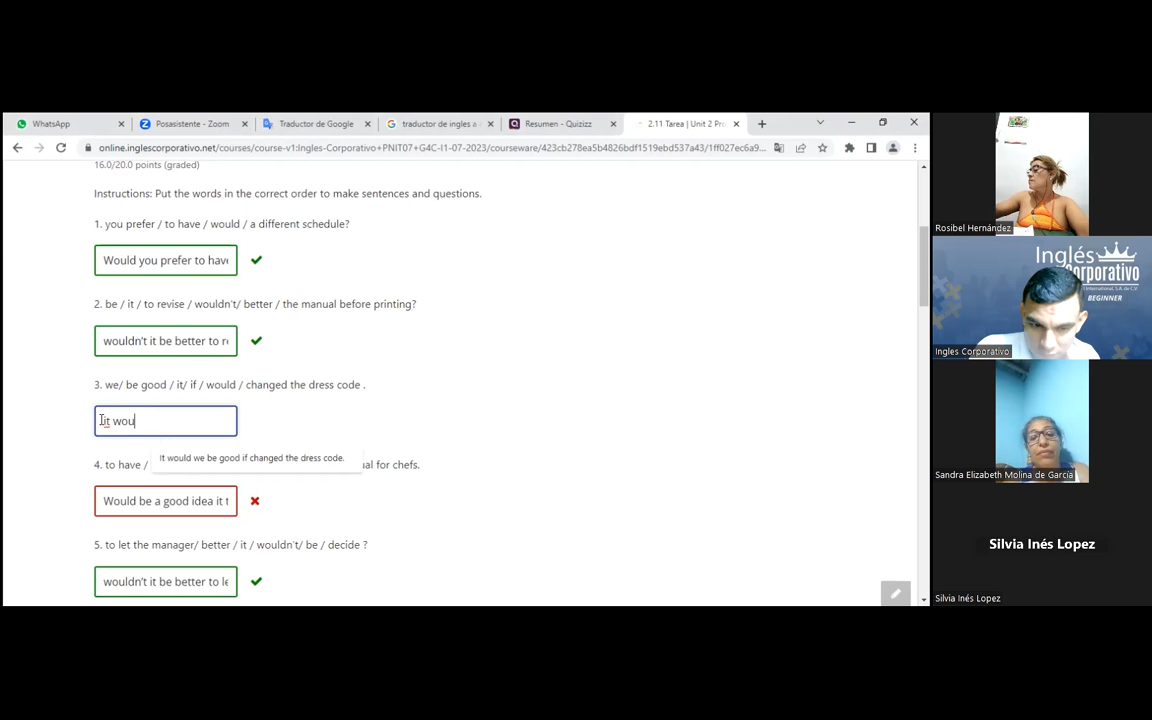 WhatsApp
Posasistente - Zoom
Traductor de Google
traductor de ingles a
Resumen - Quizizz
2.11 Tarea | Unit 2 Pro
online.inglescorporativo.net/courses/course-v1:Ingles-Corporativo+PNIT07+G4C-I1-07-2023/courseware/423cb278ea5b4826bdf1519ebd537a43/1ff027ec6a9...
16.0/20.0 points (graded)
Instructions: Put the words in the correct order to make sentences and questions.
1. you prefer / to have / would / a different schedule?
Would you prefer to have
2. be / it / to revise / wouldn't/ better / the manual before printing?
wouldn't it be better to re
3. we/ be good / it/ if / would / changed the dress code .
it wou
It would we be good if changed the dress code.
4. to have /
ual for chefs.
Would be a good idea it t
5. to let the manager/ better / it / wouldn't/ be / decide ?
wouldn't it be better to le
Rosibel Hernández
Inglés
Corporativo
International, S.A. de C.V.
BEGINNER
Ingles Corporativo
Sandra Elizabeth Molina de García
Silvia Inés Lopez
Silvia Inés Lopez